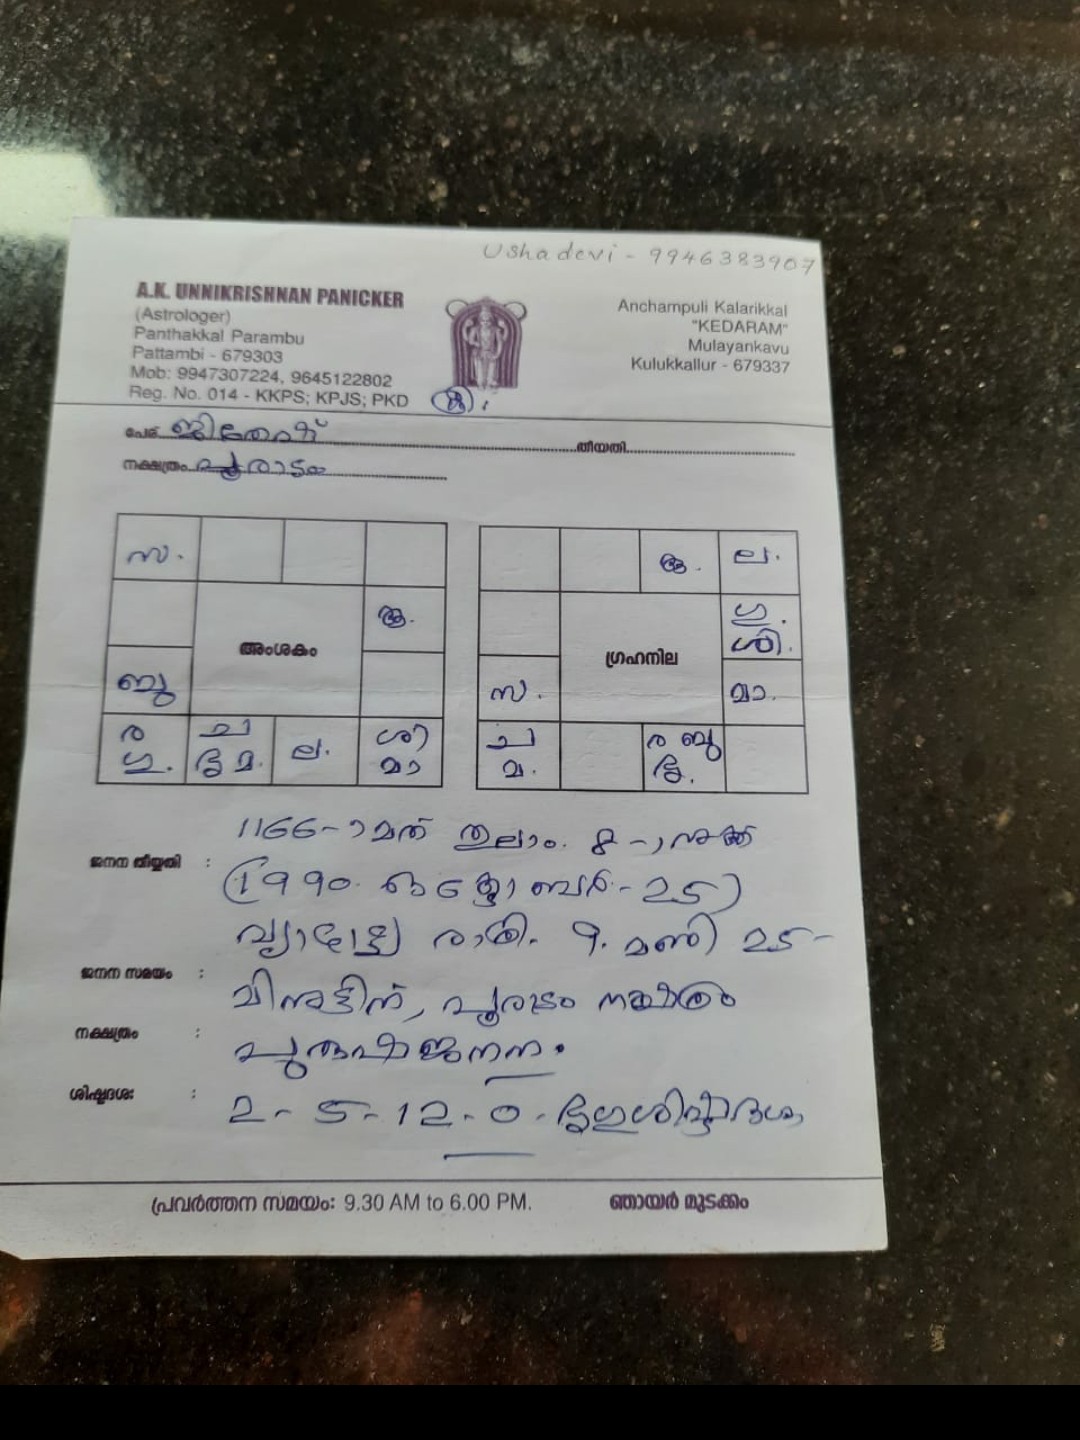 Ushadevi - 9946383907
A.K. UNNIKRISHNAN PANICKER
(Astrologer)
Panthakkal Parambu
Pattambi - 679303
Mob: 9947307224, 9645122802
Reg. No. 014 - KKPS; KPJS; PKD
Anchampuli Kalarikkal
"KEDARAM"
Mulayankavu
Kulukkallur - 679337
പേര് ജിതേഷ് തീയതി
നക്ഷത്രം പൂരാടം
സ.
ആ.
അംശകം
ബു
ര ച ല. ശി
ഗു. ശു മ. മാ
ആ. ല.
ഗു.
ശി.
ഗ്രഹനില
സ. മാ.
ച ര ബു
മ. ശു.
ജനന തീയ്യതി : 1166-ാമത് തുലാം. 8-ാനുക്ക്
(1990 ഒക്ടോബർ - 25)
വ്യാഴാഴ്ച രാത്രി. 9. മണി 25-
ജനന സമയം : മിനുട്ടിന്, പൂരാടം നക്ഷത്രം
നക്ഷത്രം : പുരുഷജനനം.
ശിഷ്ടദശ : 2 - 5 - 12 - 0 -
പ്രവർത്തന സമയം: 9.30 AM to 6.00 PM. ഞായർ മുടക്കം